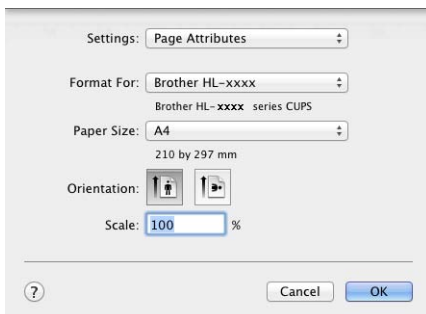 Settings: Page Attributes
Format For: Brother HL-xxxx
Brother HL-xxxx series CUPS
Paper Size: A4
210 by 297 mm
Orientation:
Scale: 100 %
? Cancel OK